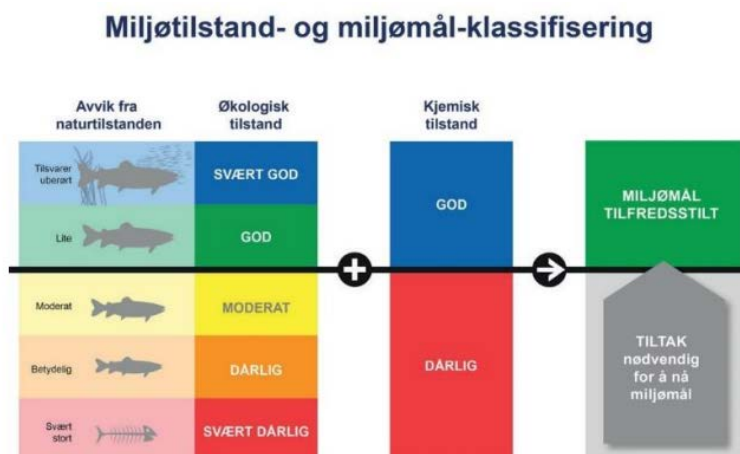 Miljøtilstand- og miljømål-klassifisering
Avvik fra
naturtilstanden
Økologisk
tilstand
Kjemisk
tilstand
Tilsvarer
uberørt
SVÆRT GOD
Lite
GOD
Moderat
MODERAT
Betydelig
DÅRLIG
Svært
stort
SVÆRT DÅRLIG
GOD
DÅRLIG
MILJØMÅL
TILFREDSSTILT
TILTAK
nødvendig
for å nå
miljømål